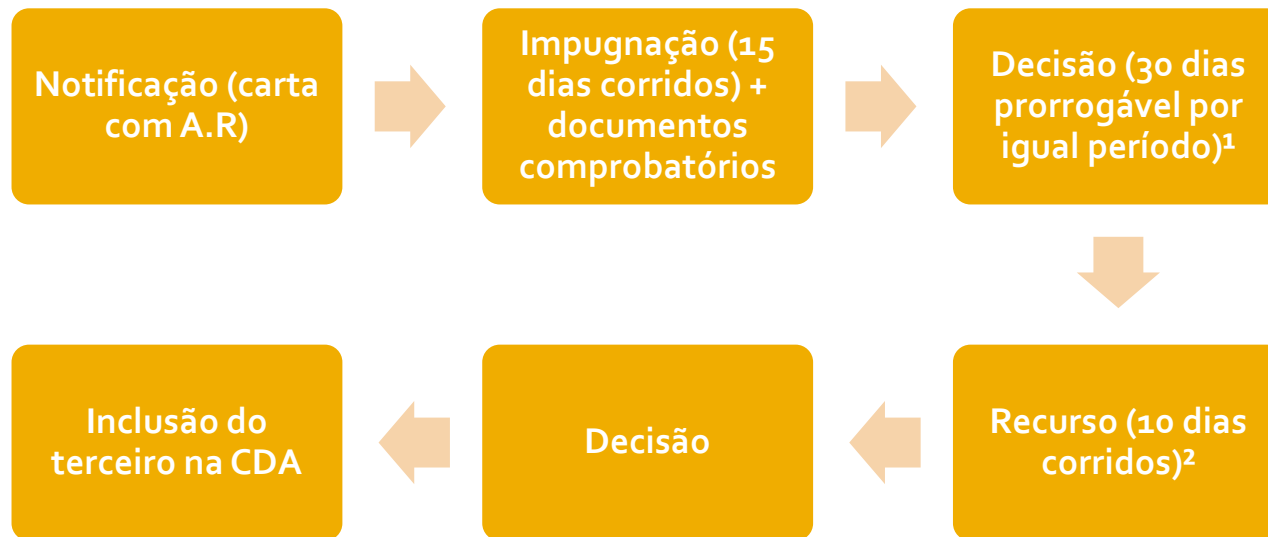 Notificação (carta
com A.R)
Impugnação (15
dias corridos) +
documentos
comprobatórios
Decisão (30 dias
prorrogável por
igual período)¹
Recurso (10 dias
corridos)²
Decisão
Inclusão do
terceiro na CDA